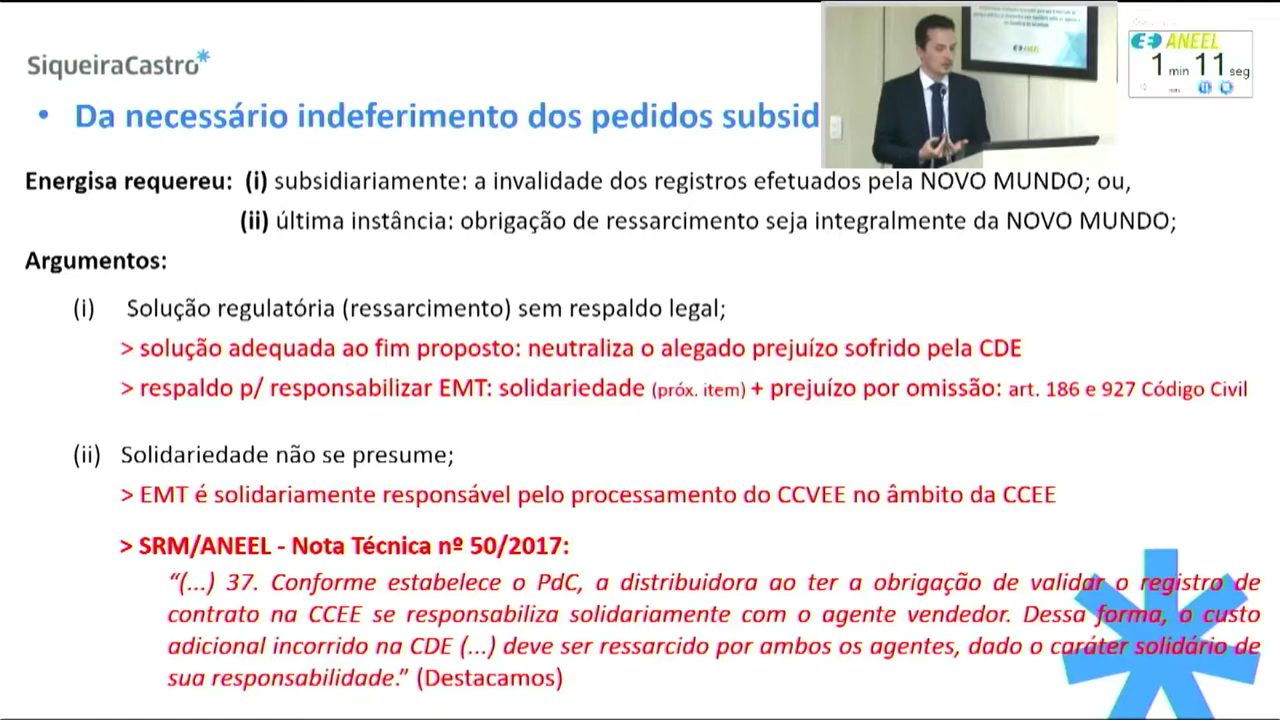 SiqueiraCastro
ANEEL
1 min 11 seg
• Da necessário indeferimento dos pedidos subsid
Energisa requereu: (i) subsidiariamente: a invalidade dos registros efetuados pela NOVO MUNDO; ou,
(ii) última instância: obrigação de ressarcimento seja integralmente da NOVO MUNDO;
Argumentos:
(i) Solução regulatória (ressarcimento) sem respaldo legal;
> solução adequada ao fim proposto: neutraliza o alegado prejuízo sofrido pela CDE
> respaldo p/ responsabilizar EMT: solidariedade (próx. item) + prejuízo por omissão: art. 186 e 927 Código Civil
(ii) Solidariedade não se presume;
> EMT é solidariamente responsável pelo processamento do CCVEE no âmbito da CCEE
> SRM/ANEEL - Nota Técnica nº 50/2017:
“(...) 37. Conforme estabelece o PdC, a distribuidora ao ter a obrigação de validar o registro de
contrato na CCEE se responsabiliza solidariamente com o agente vendedor. Dessa forma, o custo
adicional incorrido na CDE (...) deve ser ressarcido por ambos os agentes, dado o caráter solidário de
sua responsabilidade.” (Destacamos)